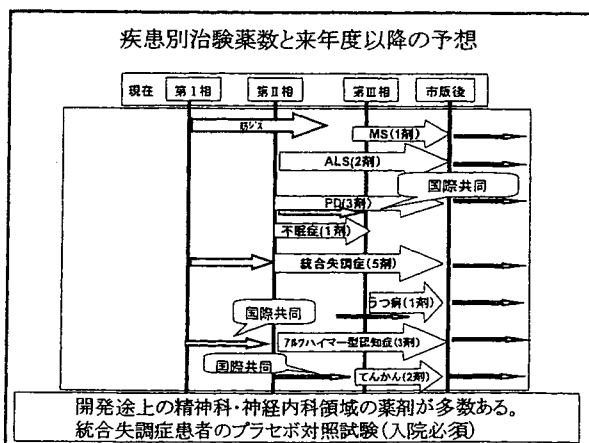 疾患別治験薬数と来年度以降の予想
現在 第Ⅰ相 第Ⅱ相 第Ⅲ相 市販後
筋ジス
MS(1剤)
ALS(2剤)
国際共同
PD(3剤)
不眠症(1剤)
統合失調症(5剤)
うつ病(1剤)
国際共同
アルツハイマー型認知症(3剤)
国際共同
てんかん(2剤)
開発途上の精神科・神経内科領域の薬剤が多数ある。
統合失調症患者のプラセボ対照試験(入院必須)